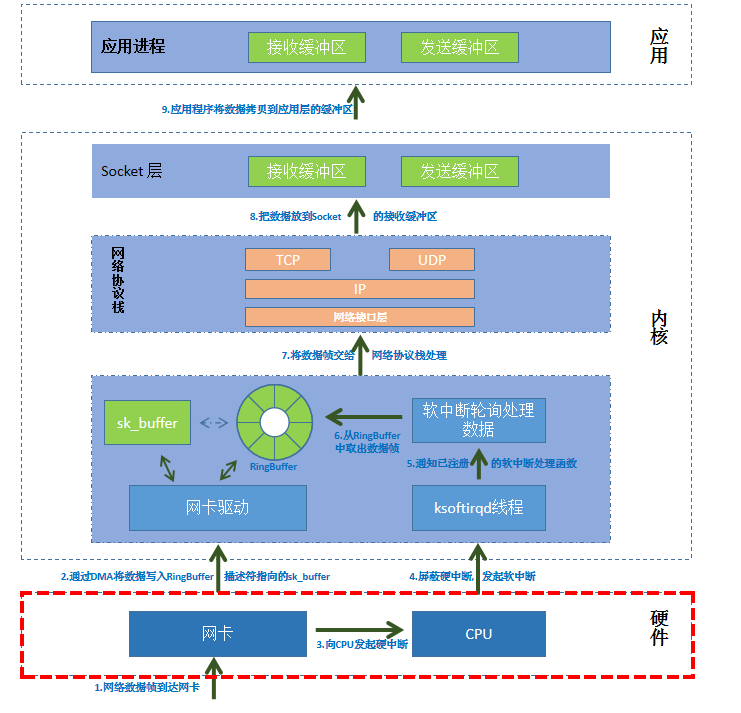 应用进程
接收缓冲区
发送缓冲区
应用
9.应用程序将数据拷贝到应用层的缓冲区
Socket 层
接收缓冲区
发送缓冲区
8.把数据放到Socket 的接收缓冲区
网络协议栈
TCP
UDP
IP
网络接口层
内核
7.将数据帧交给 网络协议栈处理
sk_buffer
RingBuffer
6.从RingBuffer
中取出数据帧
软中断轮询处理
数据
5.通知已注册 的软中断处理函数
网卡驱动
ksoftirqd线程
2.通过DMA将数据写入RingBuffer 描述符指向的sk_buffer
4.屏蔽硬中断, 发起软中断
网卡
3.向CPU发起硬中断
CPU
硬件
1.网络数据帧到达网卡